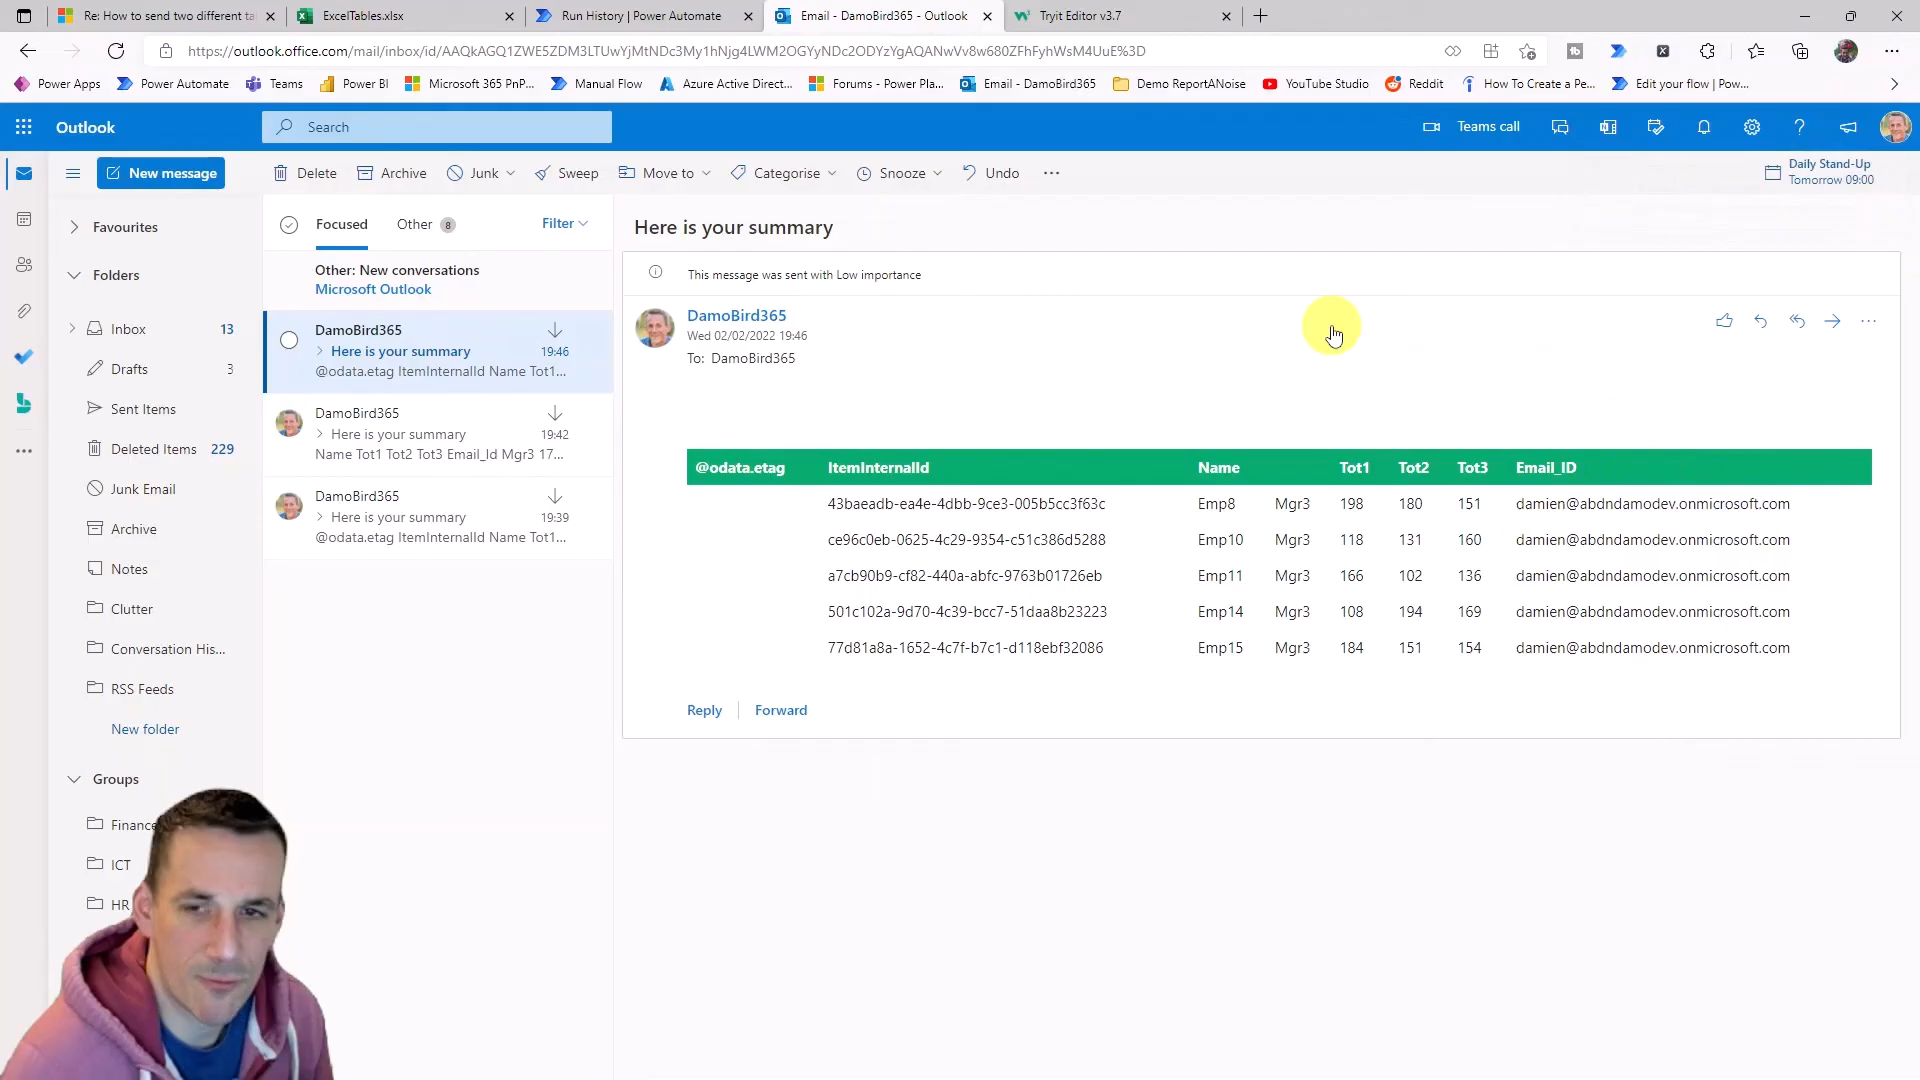 Re: How to send two different ta
ExcelTables.xlsx
Run History | Power Automate
Email - DamoBird365 - Outlook
Tryit Editor v3.7
https://outlook.office.com/mail/inbox/id/AAQkAGQ1ZWE5ZDM3LTUwYjMtNDc3My1hNjg4LWM2OGYyNDc2ODYzYgAQANwVv8w680ZFhFyhWsM4UuE%3D
Power Apps
Power Automate
Teams
Power BI
Microsoft 365 PnP...
Manual Flow
Azure Active Direct...
Forums - Power Pla...
Email - DamoBird365
Demo ReportANoise
YouTube Studio
Reddit
How To Create a Pe...
Edit your flow | Pow...
Outlook
Search
Teams call
New message
Delete
Archive
Junk
Sweep
Move to
Categorise
Snooze
Undo
Daily Stand-Up
Tomorrow 09:00
Favourites
Folders
Inbox 13
Drafts 3
Sent Items
Deleted Items 229
Junk Email
Archive
Notes
Clutter
Conversation His...
RSS Feeds
New folder
Groups
Finance
ICT
HR
Focused Other 8 Filter
Other: New conversations
Microsoft Outlook
DamoBird365
Here is your summary 19:46
@odata.etag ItemInternalId Name Tot1...
DamoBird365
Here is your summary 19:42
Name Tot1 Tot2 Tot3 Email_Id Mgr3 17...
DamoBird365
Here is your summary 19:39
@odata.etag ItemInternalId Name Tot1...
Here is your summary
This message was sent with Low importance
DamoBird365
Wed 02/02/2022 19:46
To: DamoBird365
@odata.etag ItemInternalId Name Tot1 Tot2 Tot3 Email_ID
43baeadb-ea4e-4dbb-9ce3-005b5cc3f63c Emp8 Mgr3 198 180 151 damien@abdndamodev.onmicrosoft.com
ce96c0eb-0625-4c29-9354-c51c386d5288 Emp10 Mgr3 118 131 160 damien@abdndamodev.onmicrosoft.com
a7cb90b9-cf82-440a-abfc-9763b01726eb Emp11 Mgr3 166 102 136 damien@abdndamodev.onmicrosoft.com
501c102a-9d70-4c39-bcc7-51daa8b23223 Emp14 Mgr3 108 194 169 damien@abdndamodev.onmicrosoft.com
77d81a8a-1652-4c7f-b7c1-d118ebf32086 Emp15 Mgr3 184 151 154 damien@abdndamodev.onmicrosoft.com
Reply
Forward